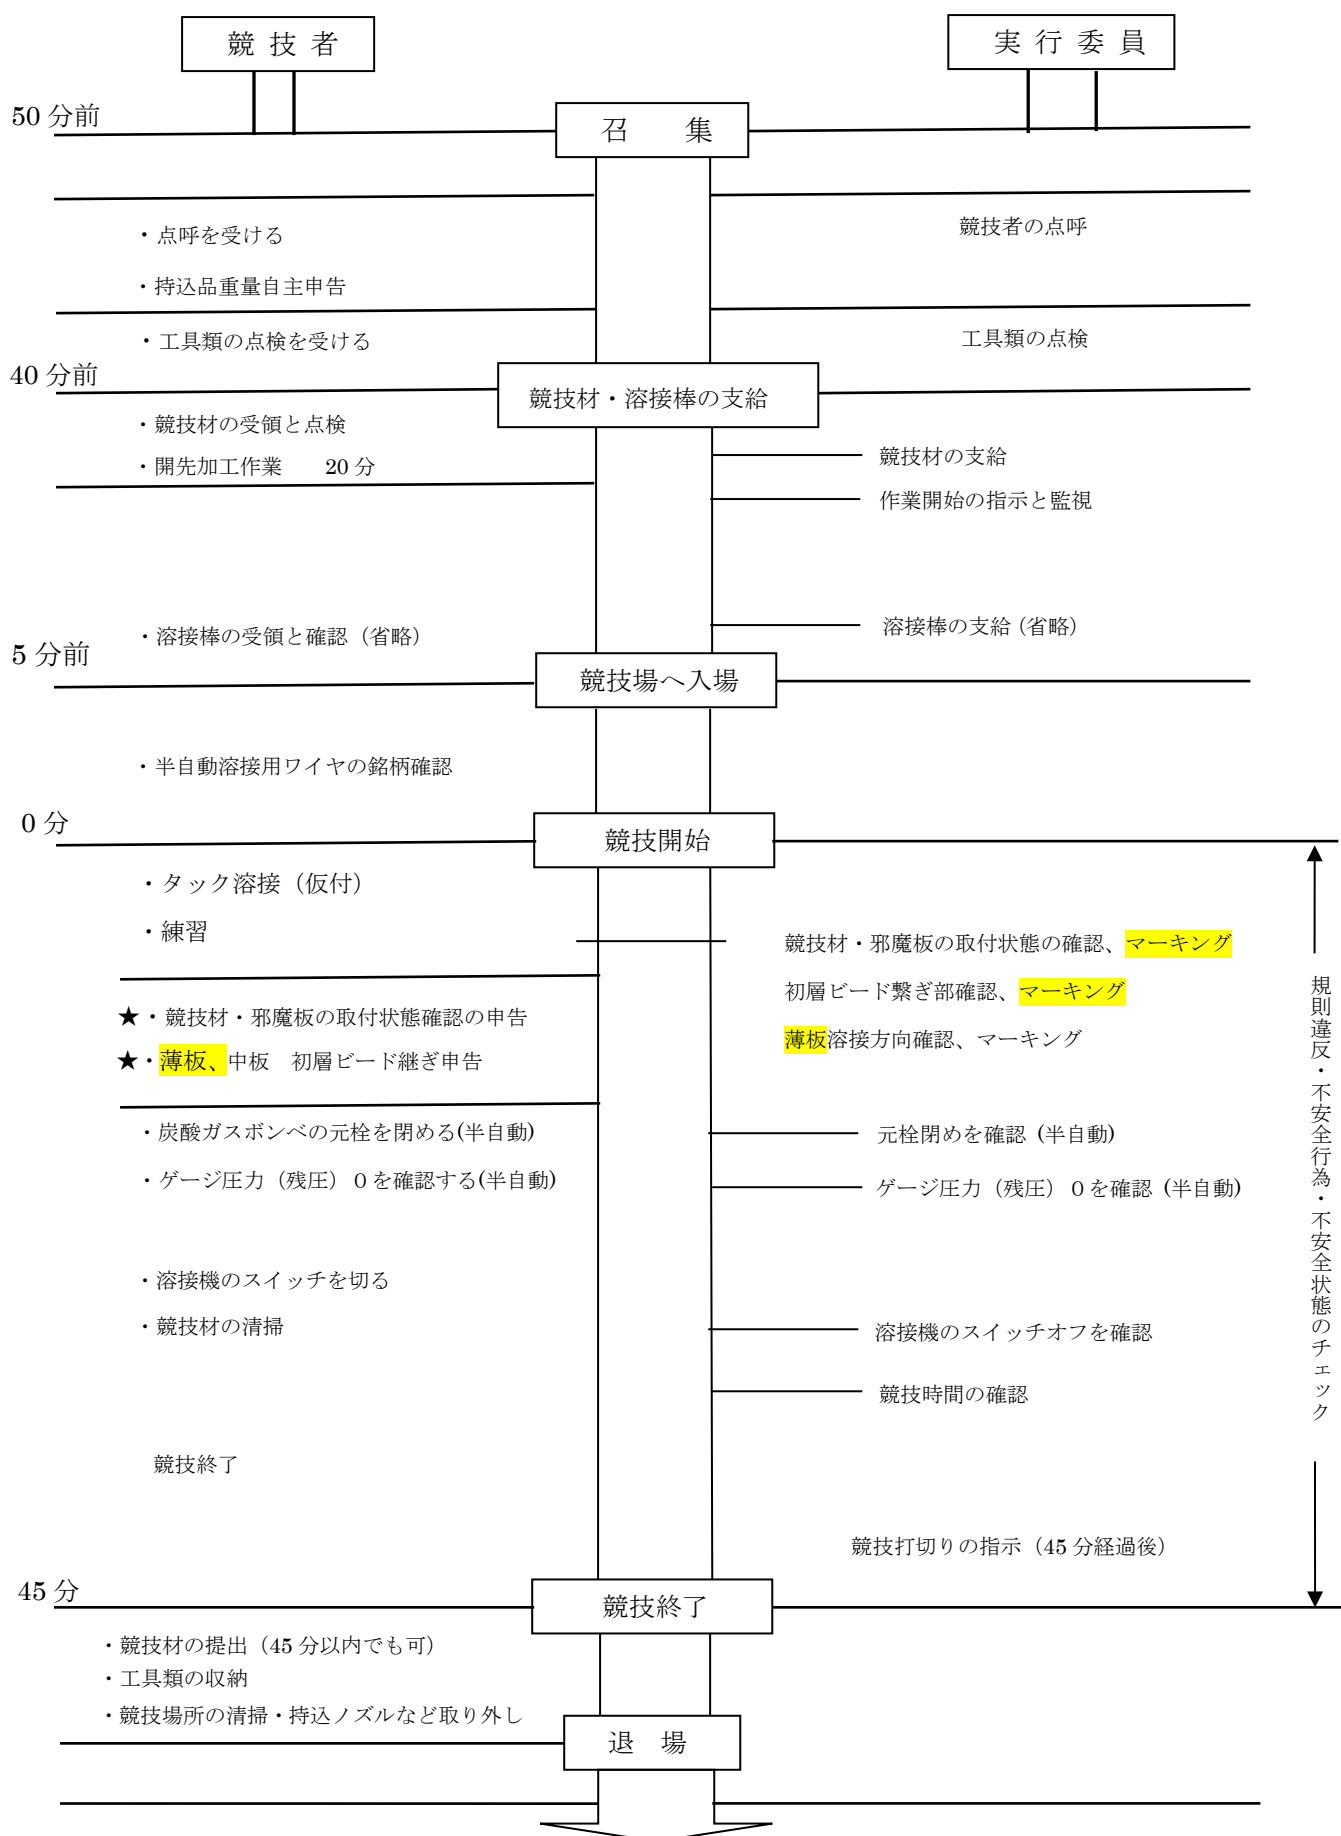 競 技 者
実 行 委 員
50 分前
召　　集
・点呼を受ける
競技者の点呼
・持込品重量自主申告
・工具類の点検を受ける
工具類の点検
40 分前
競技材・溶接棒の支給
・競技材の受領と点検
・開先加工作業　　20 分
競技材の支給
作業開始の指示と監視
・溶接棒の受領と確認（省略）
溶接棒の支給（省略）
5 分前
競技場へ入場
・半自動溶接用ワイヤの銘柄確認
0 分
競技開始
・タック溶接（仮付）
・練習
競技材・邪魔板の取付状態の確認、マーキング
初層ビード繋ぎ部確認、マーキング
薄板溶接方向確認、マーキング
★・競技材・邪魔板の取付状態確認の申告
★・薄板、中板　初層ビード継ぎ申告
・炭酸ガスボンベの元栓を閉める(半自動)
元栓閉めを確認 (半自動)
・ゲージ圧力（残圧）０を確認する(半自動)
ゲージ圧力（残圧）０を確認 (半自動)
・溶接機のスイッチを切る
・競技材の清掃
溶接機のスイッチオフを確認
競技時間の確認
競技終了
競技打切りの指示（45 分経過後）
規則違反・不安全行為・不安全状態のチェック
45 分
競技終了
・競技材の提出（45 分以内でも可）
・工具類の収納
・競技場所の清掃・持込ノズルなど取り外し
退　場